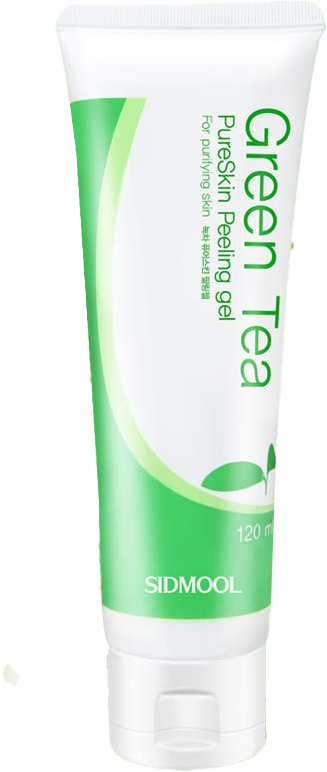 Green Tea
PureSkin Peeling gel
For purifying skin 녹차 퓨어스킨 필링젤
120 ml
SIDMOOL